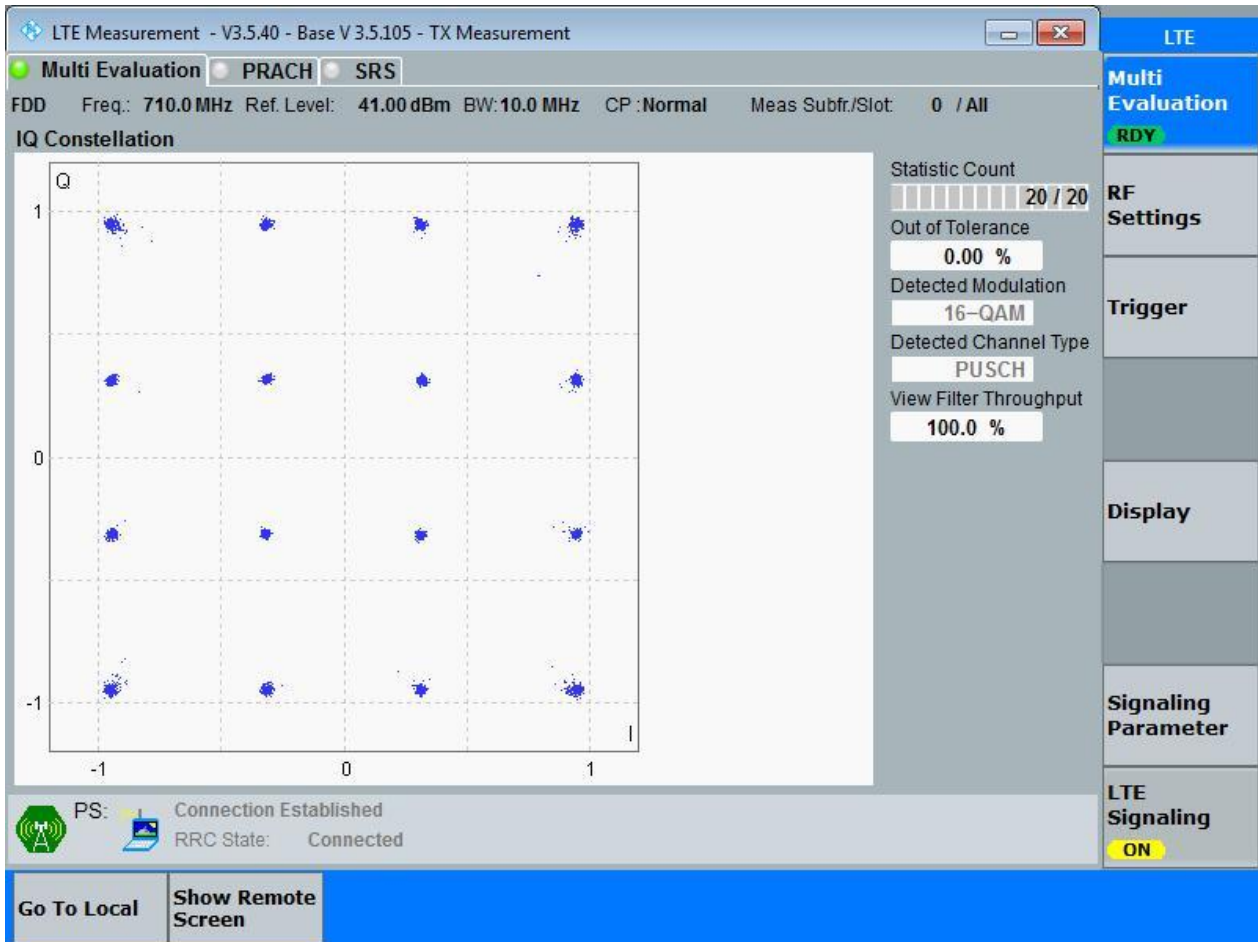 LTE Measurement - V3.5.40 - Base V 3.5.105 - TX Measurement
LTE
Multi Evaluation PRACH SRS
Multi
Evaluation
RDY
FDD Freq.: 710.0 MHz Ref. Level: 41.00 dBm BW: 10.0 MHz CP : Normal Meas Subfr./Slot: 0 / All
IQ Constellation
Q
1
0
-1
I
-1 0 1
Statistic Count
20 / 20
Out of Tolerance
0.00 %
Detected Modulation
16-QAM
Detected Channel Type
PUSCH
View Filter Throughput
100.0 %
RF
Settings
Trigger
Display
Signaling
Parameter
LTE
Signaling
ON
PS: Connection Established
RRC State: Connected
Go To Local
Show Remote
Screen